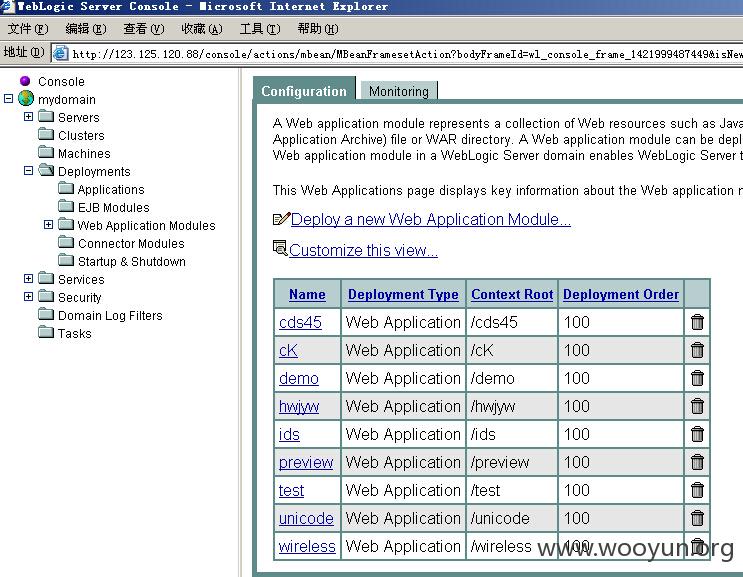 WebLogic Server Console - Microsoft Internet Explorer
文件(F) 编辑(E) 查看(V) 收藏(A) 工具(T) 帮助(H)
地址(D) http://123.125.120.88/console/actions/mbean/MBeanFramesetAction?bodyFrameId=wl_console_frame_1421999487449&isNew
Console
mydomain
Servers
Clusters
Machines
Deployments
Applications
EJB Modules
Web Application Modules
Connector Modules
Startup & Shutdown
Services
Security
Domain Log Filters
Tasks
Configuration Monitoring
A Web application module represents a collection of Web resources such as Java
Application Archive) file or WAR directory. A Web application module can be depl
Web application module in a WebLogic Server domain enables WebLogic Server t
This Web Applications page displays key information about the Web application m
Deploy a new Web Application Module...
Customize this view...
Name Deployment Type Context Root Deployment Order
cds45 Web Application /cds45 100
cK Web Application /cK 100
demo Web Application /demo 100
hwjyw Web Application /hwjyw 100
ids Web Application /ids 100
preview Web Application /preview 100
test Web Application /test 100
unicode Web Application /unicode 100
wireless Web Application /wireless 100
www.wooyun.org